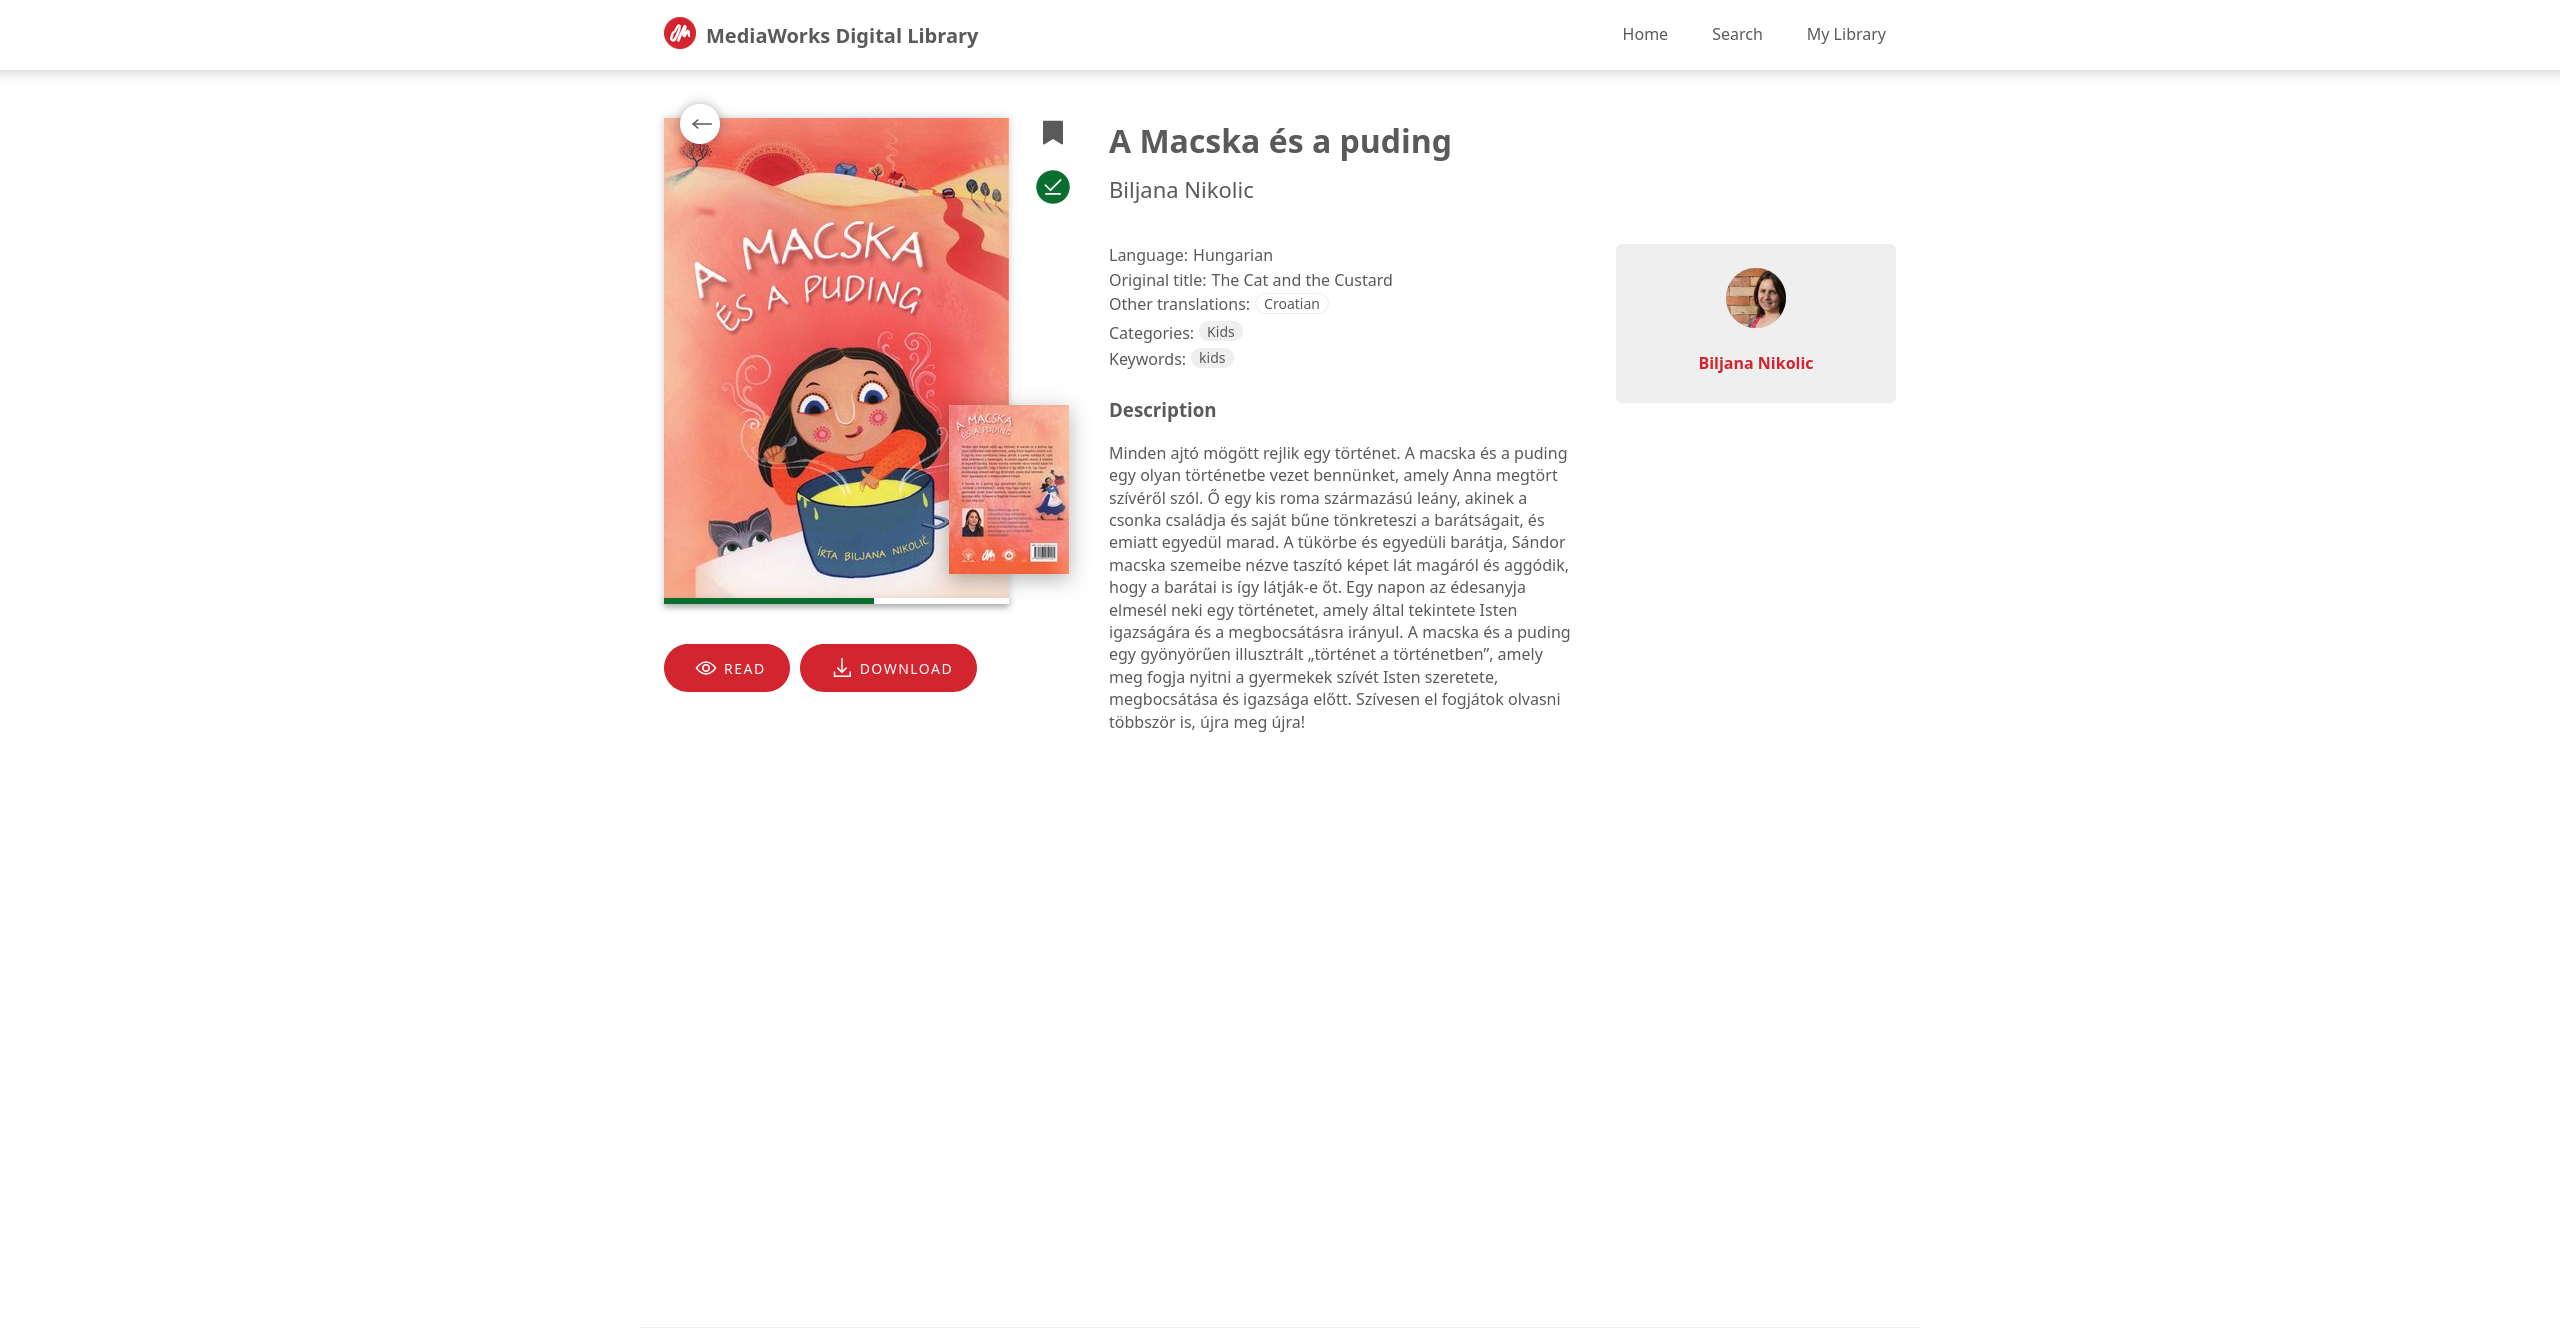 MediaWorks Digital Library
Home
Search
My Library
A MACSKA
ÉS A PUDING
ÍRTA BILJANA NIKOLIĆ
A MACSKA
ÉS A PUDING
READ
DOWNLOAD
A Macska és a puding
Biljana Nikolic
Language: Hungarian
Original title: The Cat and the Custard
Other translations: Croatian
Categories: Kids
Keywords: kids
Description
Minden ajtó mögött rejlik egy történet. A macska és a puding
egy olyan történetbe vezet bennünket, amely Anna megtört
szívéről szól. Ő egy kis roma származású leány, akinek a
csonka családja és saját bűne tönkreteszi a barátságait, és
emiatt egyedül marad. A tükörbe és egyedüli barátja, Sándor
macska szemeibe nézve taszító képet lát magáról és aggódik,
hogy a barátai is így látják-e őt. Egy napon az édesanyja
elmesél neki egy történetet, amely által tekintete Isten
igazságára és a megbocsátásra irányul. A macska és a puding
egy gyönyörűen illusztrált „történet a történetben”, amely
meg fogja nyitni a gyermekek szívét Isten szeretete,
megbocsátása és igazsága előtt. Szívesen el fogjátok olvasni
többször is, újra meg újra!
Biljana Nikolic